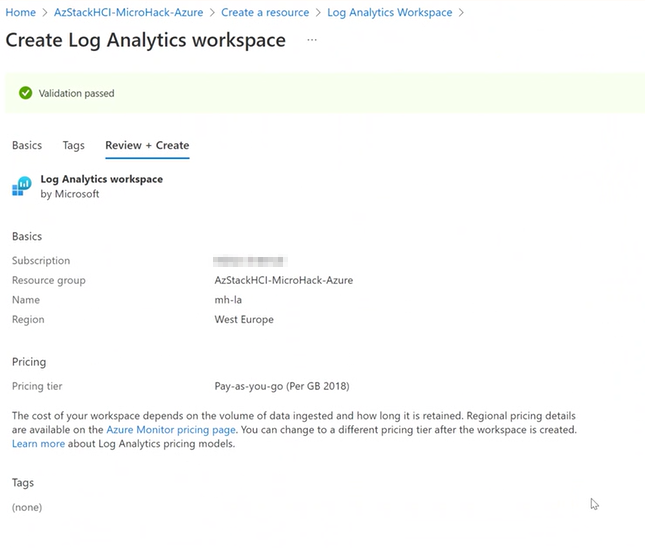 Home > AzStackHCI-MicroHack-Azure > Create a resource > Log Analytics Workspace >
Create Log Analytics workspace ...
Validation passed
Basics Tags Review + Create
Log Analytics workspace
by Microsoft
Basics
Subscription
Resource group AzStackHCI-MicroHack-Azure
Name mh-la
Region West Europe
Pricing
Pricing tier Pay-as-you-go (Per GB 2018)
The cost of your workspace depends on the volume of data ingested and how long it is retained. Regional pricing details
are available on the Azure Monitor pricing page. You can change to a different pricing tier after the workspace is created.
Learn more about Log Analytics pricing models.
Tags
(none)